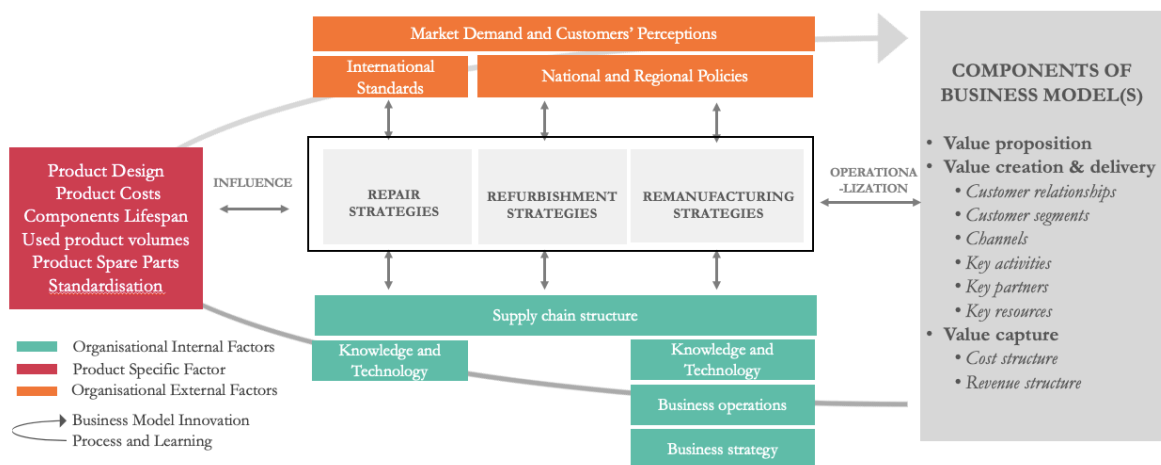 Market Demand and Customers' Perceptions
International
Standards
National and Regional Policies
Product Design
Product Costs
Components Lifespan
Used product volumes
Product Spare Parts
Standardisation
INFLUENCE
REPAIR
STRATEGIES
REFURBISHMENT
STRATEGIES
REMANUFACTURING
STRATEGIES
OPERATIONA
-LIZATION
Supply chain structure
Knowledge and
Technology
Knowledge and
Technology
Business operations
Business strategy
Organisational Internal Factors
Product Specific Factor
Organisational External Factors
Business Model Innovation
Process and Learning
COMPONENTS OF
BUSINESS MODEL(S)
• Value proposition
• Value creation & delivery
• Customer relationships
• Customer segments
• Channels
• Key activities
• Key partners
• Key resources
• Value capture
• Cost structure
• Revenue structure